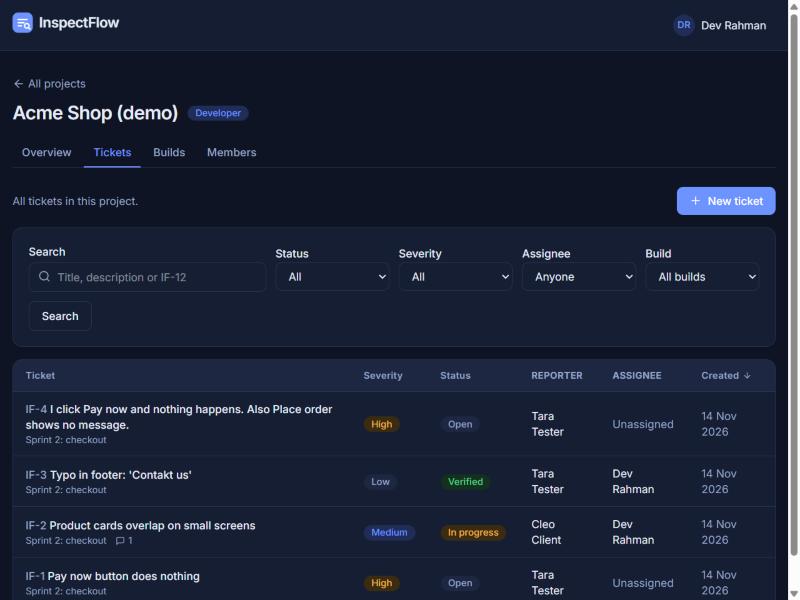 InspectFlow
DR Dev Rahman
← All projects
Acme Shop (demo) Developer
Overview Tickets Builds Members
All tickets in this project.
+ New ticket
Search Status Severity Assignee Build
Title, description or IF-12 All All Anyone All builds
Search
Ticket Severity Status REPORTER ASSIGNEE Created ↓
IF-4 I click Pay now and nothing happens. Also Place order
shows no message.
Sprint 2: checkout
High Open Tara Tester Unassigned 14 Nov 2026
IF-3 Typo in footer: 'Contakt us'
Sprint 2: checkout
Low Verified Tara Tester Dev Rahman 14 Nov 2026
IF-2 Product cards overlap on small screens
Sprint 2: checkout 1
Medium In progress Cleo Client Dev Rahman 14 Nov 2026
IF-1 Pay now button does nothing
Sprint 2: checkout
High Open Tara Tester Unassigned 14 Nov 2026